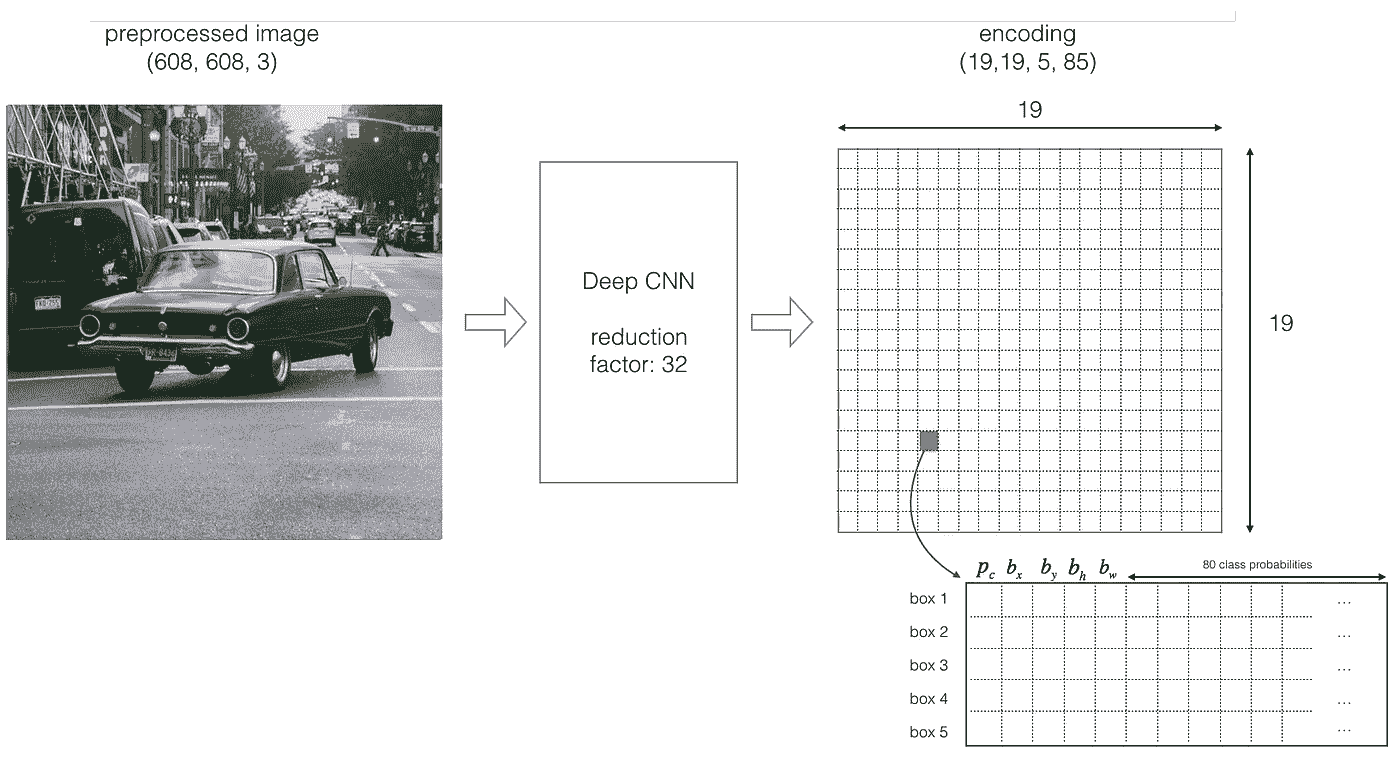 preprocessed image
(608, 608, 3)
encoding
(19,19, 5, 85)
19
Deep CNN
reduction
factor: 32
19
p_c b_x b_y b_h b_w 80 class probabilities
box 1 ...
box 2 ...
box 3 ...
box 4 ...
box 5 ...